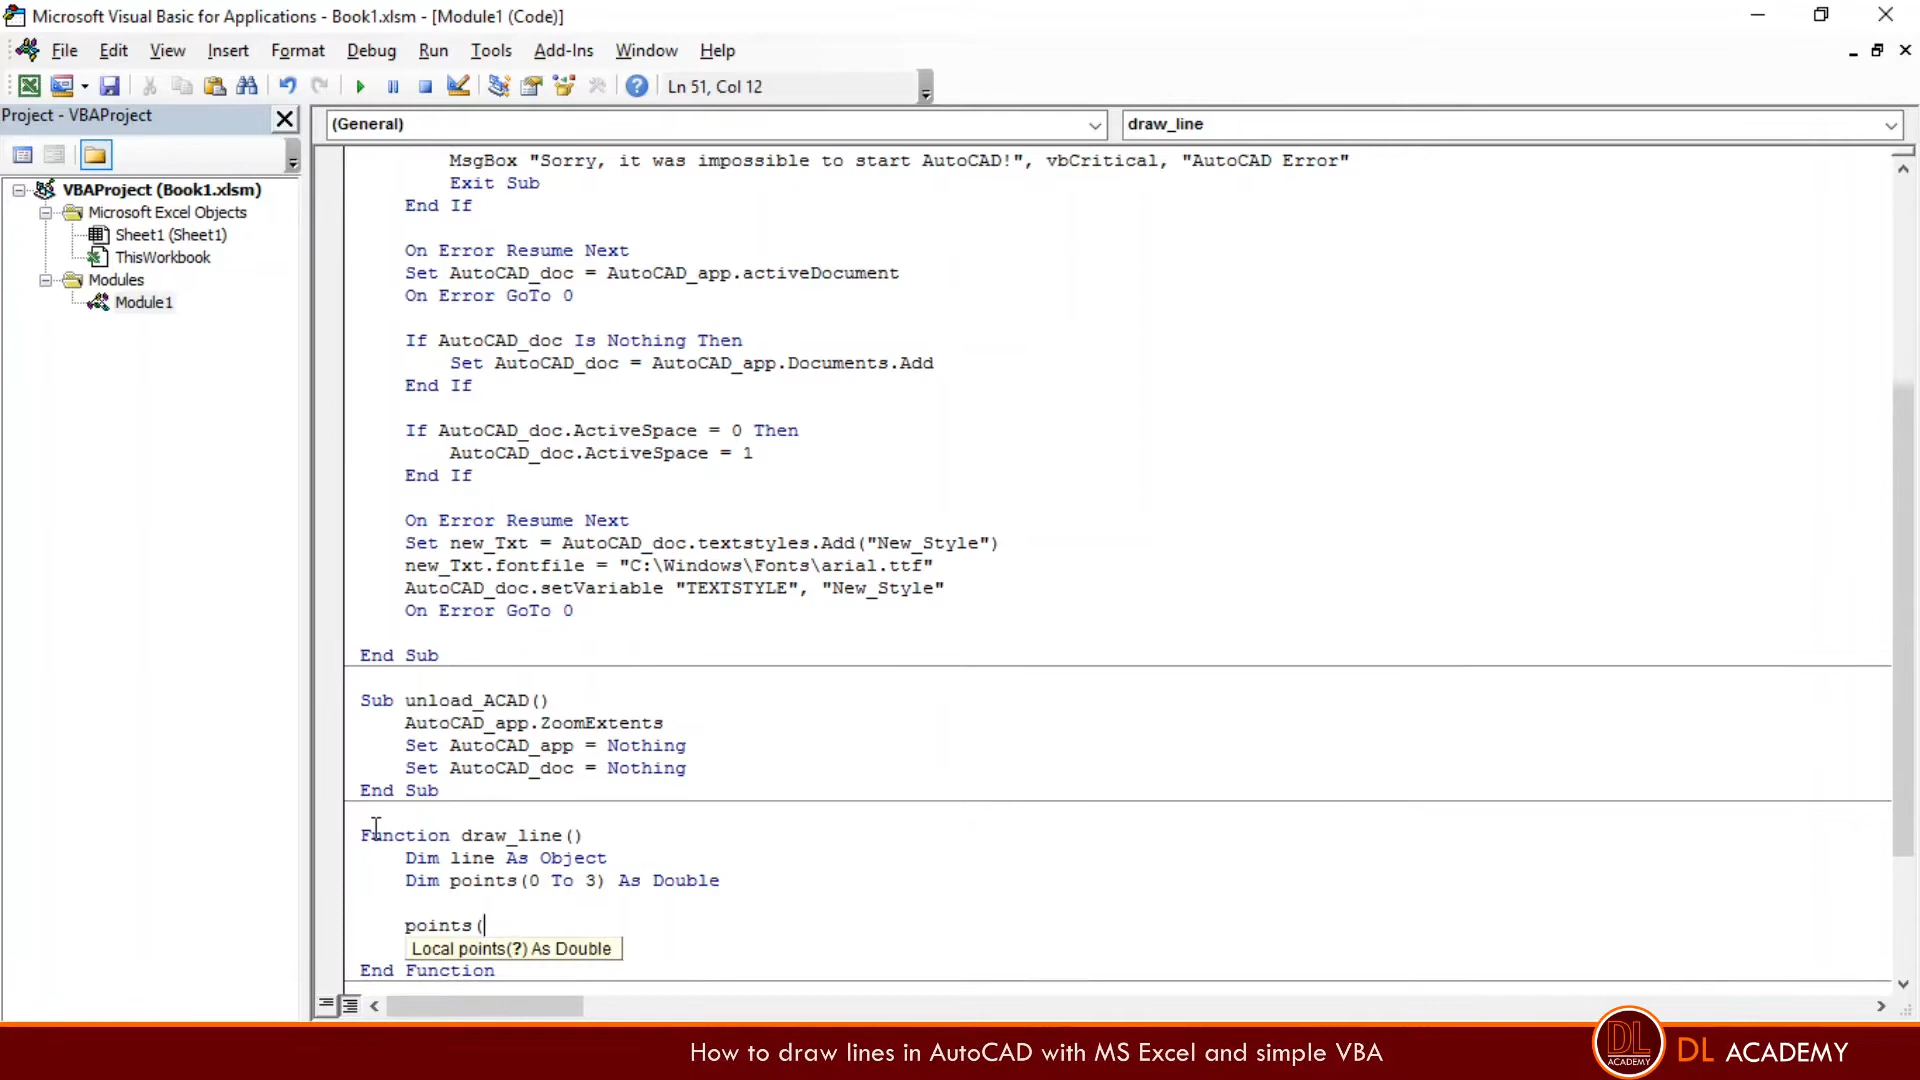 Microsoft Visual Basic for Applications - Book1.xlsm - [Module1 (Code)]
File Edit View Insert Format Debug Run Tools Add-Ins Window Help
Ln 51, Col 12
Project - VBAProject
(General)
draw_line
VBAProject (Book1.xlsm)
Microsoft Excel Objects
Sheet1 (Sheet1)
ThisWorkbook
Modules
Module1
MsgBox "Sorry, it was impossible to start AutoCAD!", vbCritical, "AutoCAD Error"
Exit Sub
End If
On Error Resume Next
Set AutoCAD_doc = AutoCAD_app.activeDocument
On Error GoTo 0
If AutoCAD_doc Is Nothing Then
Set AutoCAD_doc = AutoCAD_app.Documents.Add
End If
If AutoCAD_doc.ActiveSpace = 0 Then
AutoCAD_doc.ActiveSpace = 1
End If
On Error Resume Next
Set new_Txt = AutoCAD_doc.textstyles.Add("New_Style")
new_Txt.fontfile = "C:\Windows\Fonts\arial.ttf"
AutoCAD_doc.setVariable "TEXTSTYLE", "New_Style"
On Error GoTo 0
End Sub
Sub unload_ACAD()
AutoCAD_app.ZoomExtents
Set AutoCAD_app = Nothing
Set AutoCAD_doc = Nothing
End Sub
Function draw_line()
Dim line As Object
Dim points(0 To 3) As Double
points(
Local points(?) As Double
End Function
How to draw lines in AutoCAD with MS Excel and simple VBA
DL
ACADEMY
DL ACADEMY